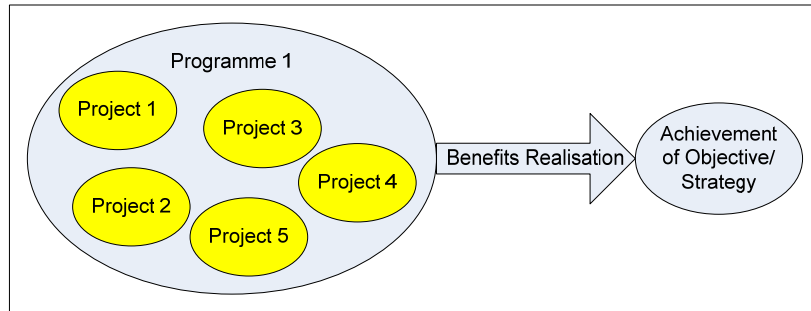 Programme 1
Project 1
Project 3
Project 4
Project 2
Project 5
Benefits Realisation
Achievement
of Objective/
Strategy